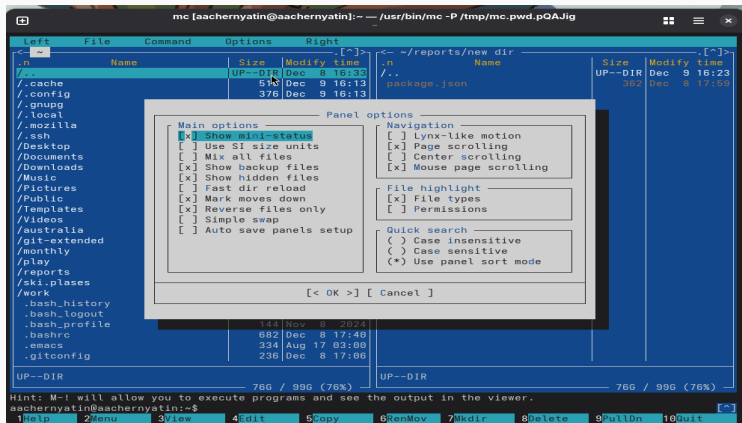 mc [aachernyatin@aachernyatin]:~ — /usr/bin/mc -P /tmp/mc.pwd.pQAJig
Left File Command Options Right
<— ~ .[^]> <— ~/reports/new dir .[^]>
.n Name Size Modify time .n Name Size Modify time
/.. UP--DIR Dec 8 16:33 /.. UP--DIR Dec 9 16:23
/.cache 516 Dec 9 16:13 package.json 362 Dec 8 17:59
/.config 376 Dec 9 16:13
/.gnupg
/.local Panel options
/.mozilla Main options Navigation
/.ssh [x] Show mini-status [ ] Lynx-like motion
/Desktop [ ] Use SI size units [x] Page scrolling
/Documents [ ] Mix all files [ ] Center scrolling
/Downloads [x] Show backup files [x] Mouse page scrolling
/Music [x] Show hidden files
/Pictures [ ] Fast dir reload File highlight
/Public [x] Mark moves down [x] File types
/Templates [x] Reverse files only [ ] Permissions
/Videos [ ] Simple swap
/australia [ ] Auto save panels setup Quick search
/git-extended ( ) Case insensitive
/monthly ( ) Case sensitive
/play (*) Use panel sort mode
/reports
/ski.plases
/work [< OK >] [ Cancel ]
.bash_history
.bash_logout
.bash_profile 144 Nov 8 2024
.bashrc 682 Dec 8 17:40
.emacs 334 Aug 17 03:00
.gitconfig 236 Dec 8 17:06
UP--DIR UP--DIR
76G / 99G (76%) 76G / 99G (76%)
Hint: M-! will allow you to execute programs and see the output in the viewer.
aachernyatin@aachernyatin:~$ [^]
1Help 2Menu 3View 4Edit 5Copy 6RenMov 7Mkdir 8Delete 9PullDn 10Quit